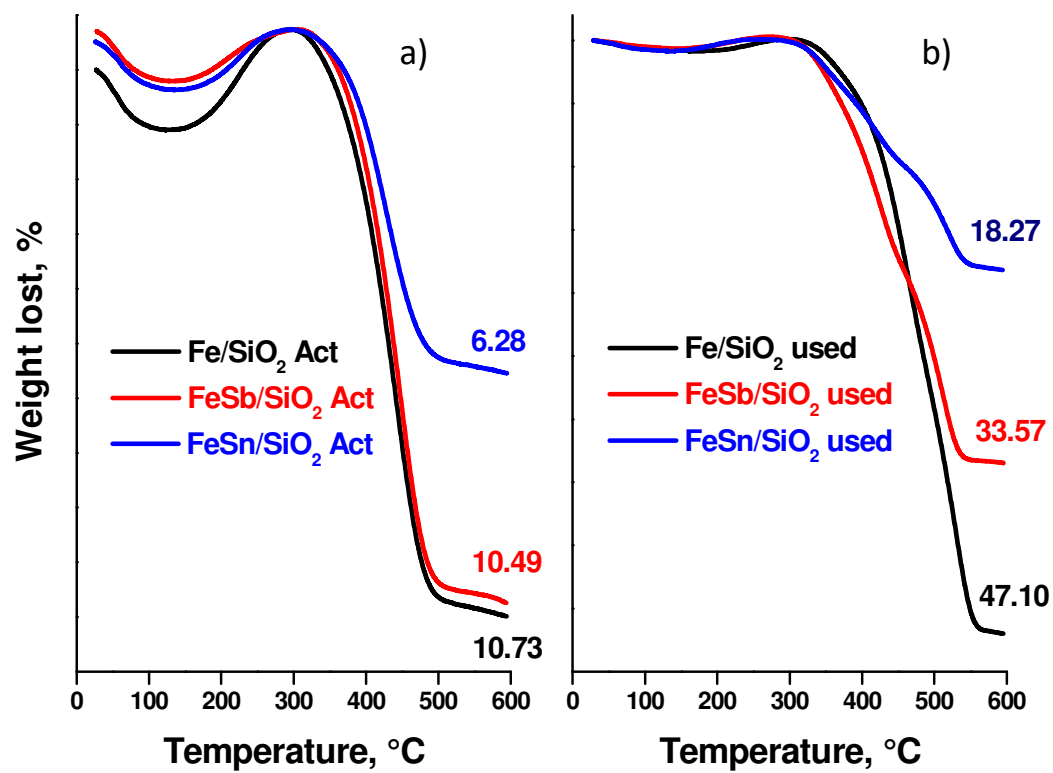 a)
b)
Weight lost, %
Fe/SiO₂ Act
FeSb/SiO₂ Act
FeSn/SiO₂ Act
6.28
10.49
10.73
Fe/SiO₂ used
FeSb/SiO₂ used
FeSn/SiO₂ used
18.27
33.57
47.10
0 100 200 300 400 500 600
0 100 200 300 400 500 600
Temperature, °C
Temperature, °C